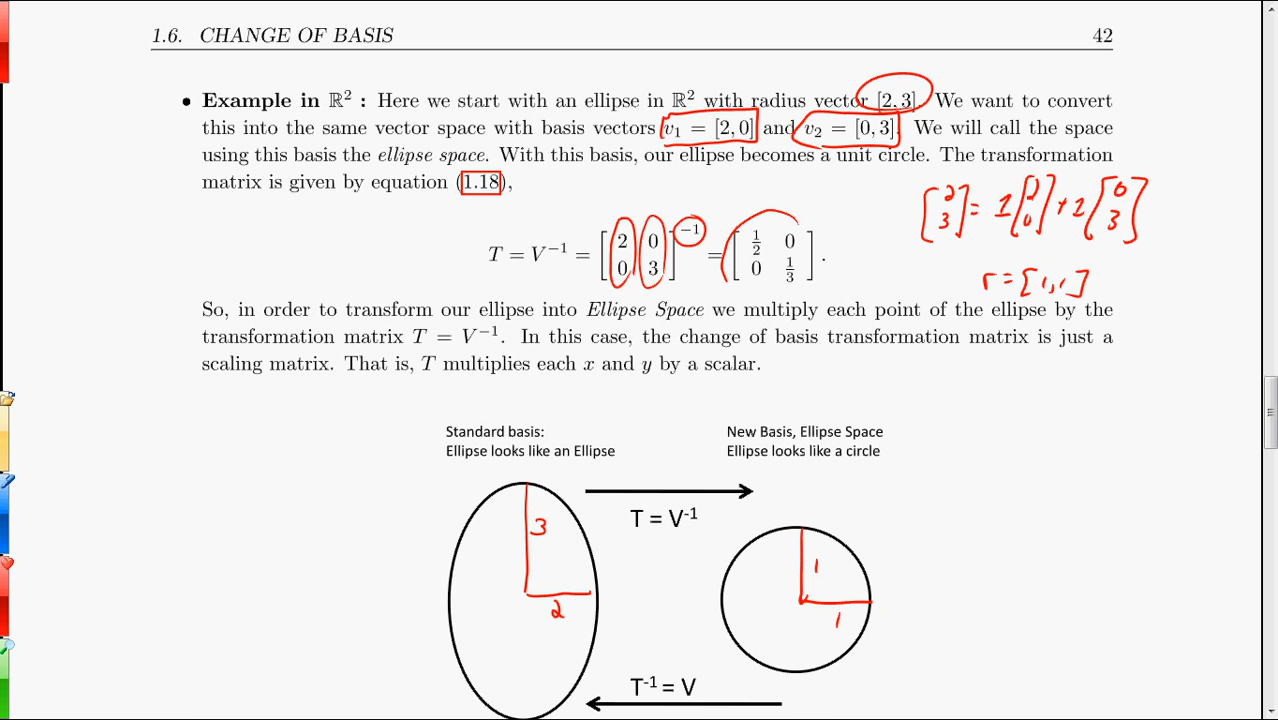 1.6. CHANGE OF BASIS 42
• Example in ℝ² : Here we start with an ellipse in ℝ² with radius vector [2, 3]. We want to convert
this into the same vector space with basis vectors v₁ = [2, 0] and v₂ = [0, 3]. We will call the space
using this basis the ellipse space. With this basis, our ellipse becomes a unit circle. The transformation
matrix is given by equation (1.18),
[2 3] = 1 [2 0] + 1 [0 3]
T = V⁻¹ = [2 0; 0 3]⁻¹ = [1/2 0; 0 1/3].
r = [1, 1]
So, in order to transform our ellipse into Ellipse Space we multiply each point of the ellipse by the
transformation matrix T = V⁻¹. In this case, the change of basis transformation matrix is just a
scaling matrix. That is, T multiplies each x and y by a scalar.
Standard basis:
Ellipse looks like an Ellipse
New Basis, Ellipse Space
Ellipse looks like a circle
T = V⁻¹
3
2
1
1
T⁻¹ = V